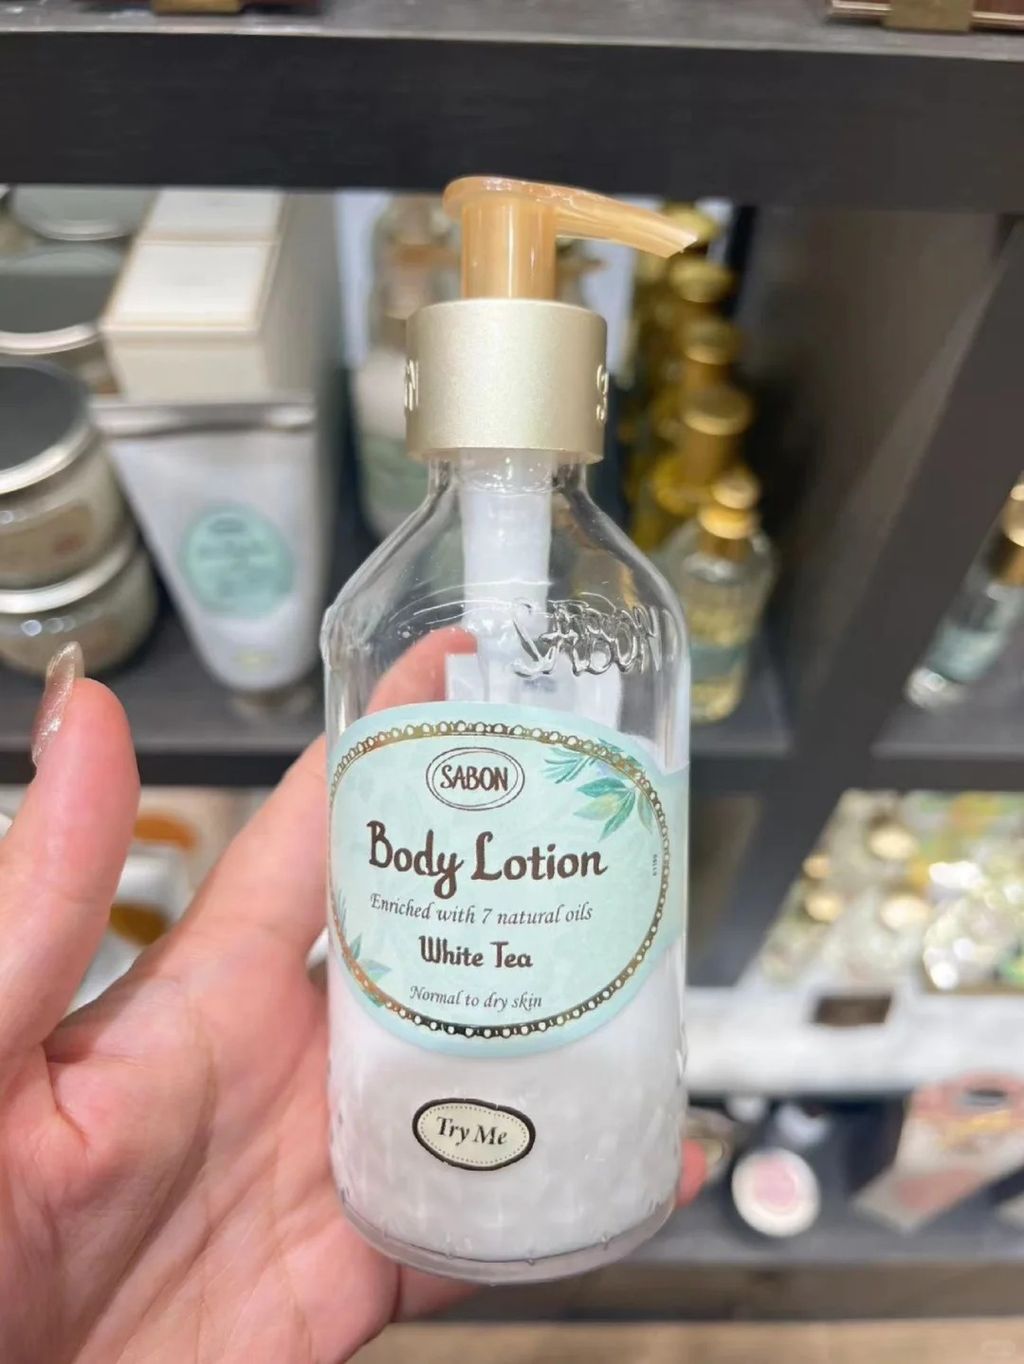 SABON
SABON
Body Lotion
Enriched with 7 natural oils
White Tea
Normal to dry skin
Try Me